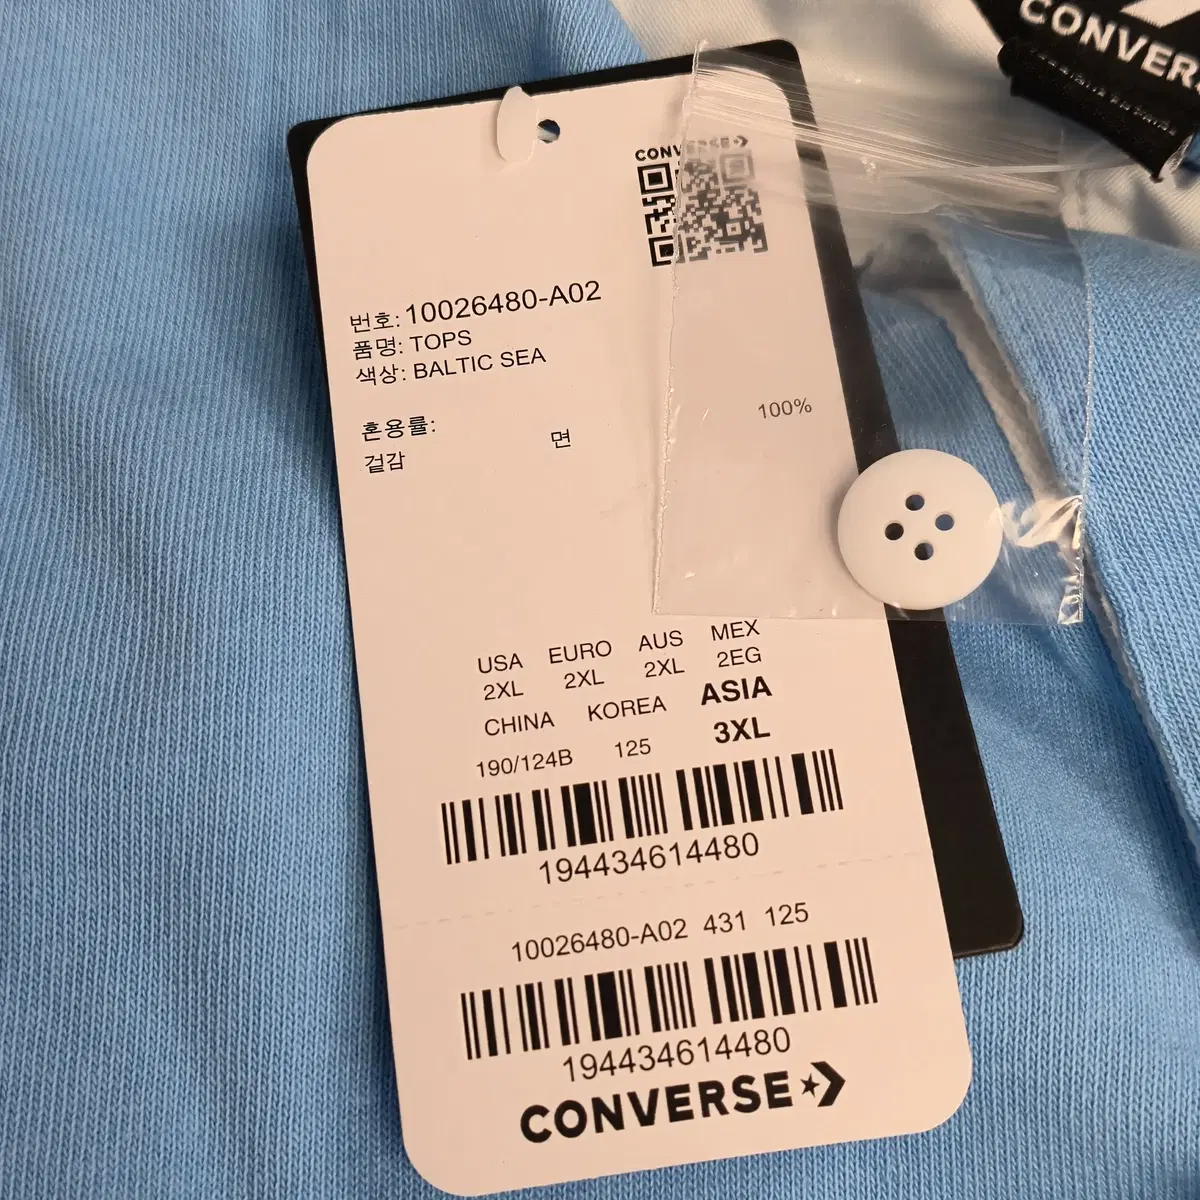 CONVERSE
번호: 10026480-A02
품명: TOPS
색상: BALTIC SEA
혼용률:
겉감 면 100%
USA EURO AUS MEX
2XL 2XL 2XL 2EG
CHINA KOREA ASIA
190/124B 125 3XL
194434614480
10026480-A02 431 125
194434614480
CONVERSE
CONVER